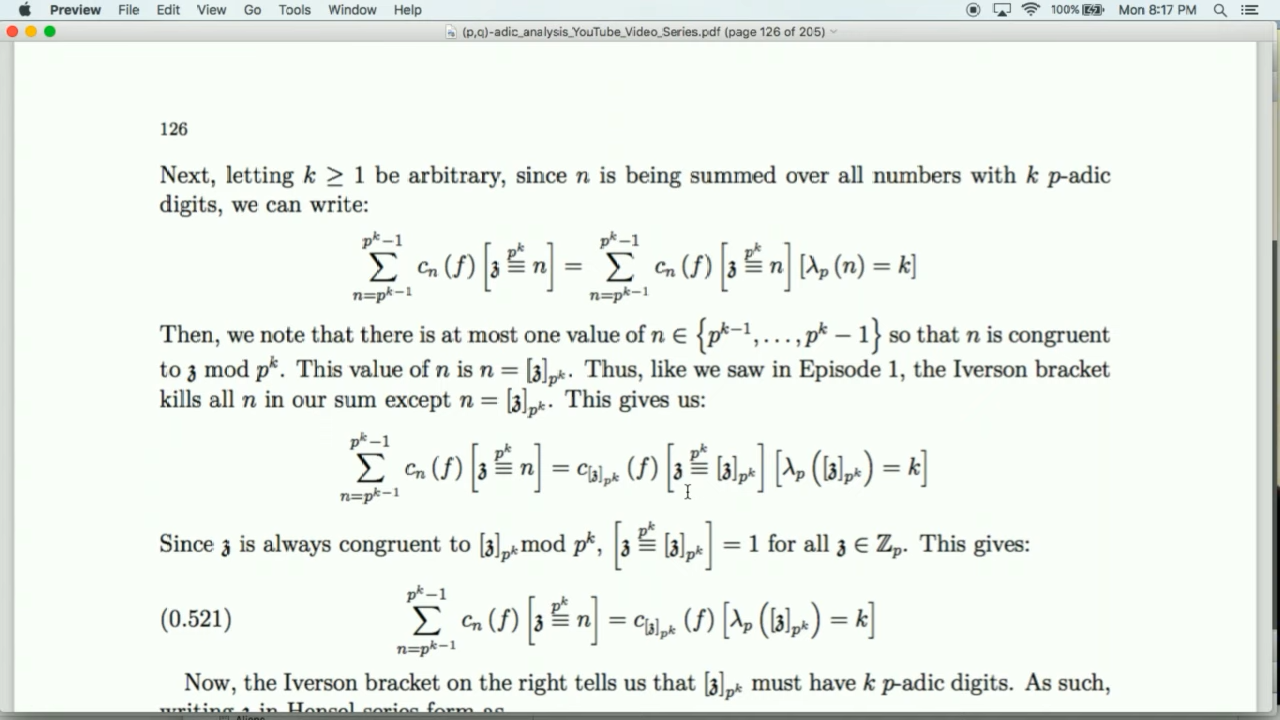 Preview File Edit View Go Tools Window Help 100% Mon 8:17 PM
(p,q)-adic_analysis_YouTube_Video_Series.pdf (page 126 of 205)
126
Next, letting k ≥ 1 be arbitrary, since n is being summed over all numbers with k p-adic
digits, we can write:
∑_{n=p^{k−1}}^{p^k−1} c_n (f) [𝔷 ≡^{p^k} n] = ∑_{n=p^{k−1}}^{p^k−1} c_n (f) [𝔷 ≡^{p^k} n] [λ_p (n) = k]
Then, we note that there is at most one value of n ∈ {p^{k−1}, . . . , p^k − 1} so that n is congruent
to 𝔷 mod p^k. This value of n is n = [𝔷]_{p^k}. Thus, like we saw in Episode 1, the Iverson bracket
kills all n in our sum except n = [𝔷]_{p^k}. This gives us:
∑_{n=p^{k−1}}^{p^k−1} c_n (f) [𝔷 ≡^{p^k} n] = c_{[𝔷]_{p^k}} (f) [𝔷 ≡^{p^k} [𝔷]_{p^k}] [λ_p ([𝔷]_{p^k}) = k]
Since 𝔷 is always congruent to [𝔷]_{p^k} mod p^k, [𝔷 ≡^{p^k} [𝔷]_{p^k}] = 1 for all 𝔷 ∈ ℤ_p. This gives:
(0.521) ∑_{n=p^{k−1}}^{p^k−1} c_n (f) [𝔷 ≡^{p^k} n] = c_{[𝔷]_{p^k}} (f) [λ_p ([𝔷]_{p^k}) = k]
Now, the Iverson bracket on the right tells us that [𝔷]_{p^k} must have k p-adic digits. As such,
writing 𝔷 in Hensel series form as